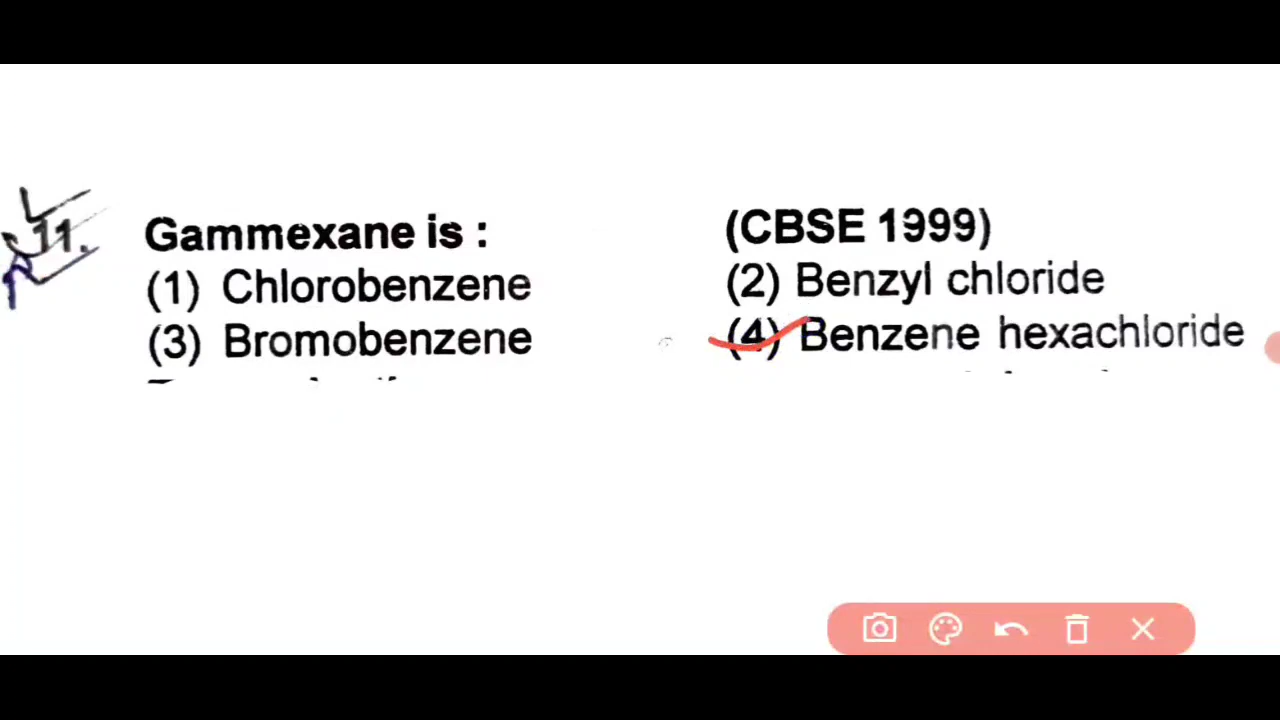 11. Gammexane is : (CBSE 1999)
(1) Chlorobenzene (2) Benzyl chloride
(3) Bromobenzene (4) Benzene hexachloride